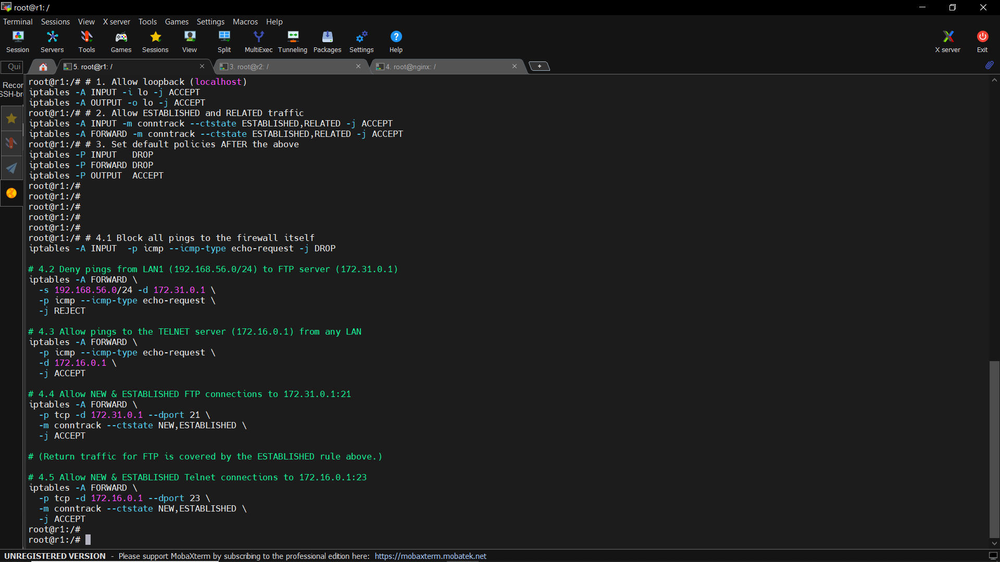 root@r1: /
Terminal Sessions View X server Tools Games Settings Macros Help
Session Servers Tools Games Sessions View Split MultiExec Tunneling Packages Settings Help X server Exit
Qui 5. root@r1: / 3. root@r2: / 4. root@nginx: /
Recor
SSH-br
root@r1:/# # 1. Allow loopback (localhost)
iptables -A INPUT -i lo -j ACCEPT
iptables -A OUTPUT -o lo -j ACCEPT
root@r1:/# # 2. Allow ESTABLISHED and RELATED traffic
iptables -A INPUT -m conntrack --ctstate ESTABLISHED,RELATED -j ACCEPT
iptables -A FORWARD -m conntrack --ctstate ESTABLISHED,RELATED -j ACCEPT
root@r1:/# # 3. Set default policies AFTER the above
iptables -P INPUT   DROP
iptables -P FORWARD DROP
iptables -P OUTPUT  ACCEPT
root@r1:/#
root@r1:/#
root@r1:/#
root@r1:/#
root@r1:/#
root@r1:/# # 4.1 Block all pings to the firewall itself
iptables -A INPUT  -p icmp --icmp-type echo-request -j DROP
# 4.2 Deny pings from LAN1 (192.168.56.0/24) to FTP server (172.31.0.1)
iptables -A FORWARD \
  -s 192.168.56.0/24 -d 172.31.0.1 \
  -p icmp --icmp-type echo-request \
  -j REJECT
# 4.3 Allow pings to the TELNET server (172.16.0.1) from any LAN
iptables -A FORWARD \
  -p icmp --icmp-type echo-request \
  -d 172.16.0.1 \
  -j ACCEPT
# 4.4 Allow NEW & ESTABLISHED FTP connections to 172.31.0.1:21
iptables -A FORWARD \
  -p tcp -d 172.31.0.1 --dport 21 \
  -m conntrack --ctstate NEW,ESTABLISHED \
  -j ACCEPT
# (Return traffic for FTP is covered by the ESTABLISHED rule above.)
# 4.5 Allow NEW & ESTABLISHED Telnet connections to 172.16.0.1:23
iptables -A FORWARD \
  -p tcp -d 172.16.0.1 --dport 23 \
  -m conntrack --ctstate NEW,ESTABLISHED \
  -j ACCEPT
root@r1:/#
root@r1:/#
UNREGISTERED VERSION - Please support MobaXterm by subscribing to the professional edition here: https://mobaxterm.mobatek.net